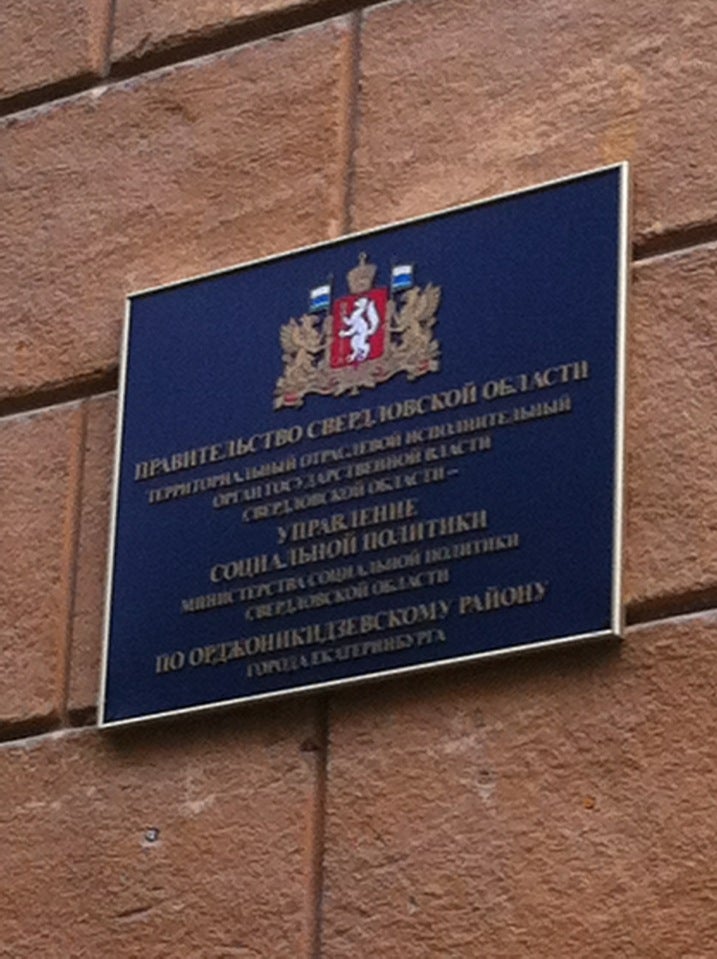 ПРАВИТЕЛЬСТВО СВЕРДЛОВСКОЙ ОБЛАСТИ
ТЕРРИТОРИАЛЬНЫЙ ОТРАСЛЕВОЙ ИСПОЛНИТЕЛЬНЫЙ
ОРГАН ГОСУДАРСТВЕННОЙ ВЛАСТИ
СВЕРДЛОВСКОЙ ОБЛАСТИ –
УПРАВЛЕНИЕ
СОЦИАЛЬНОЙ ПОЛИТИКИ
МИНИСТЕРСТВА СОЦИАЛЬНОЙ ПОЛИТИКИ
СВЕРДЛОВСКОЙ ОБЛАСТИ
ПО ОРДЖОНИКИДЗЕВСКОМУ РАЙОНУ
ГОРОДА ЕКАТЕРИНБУРГА